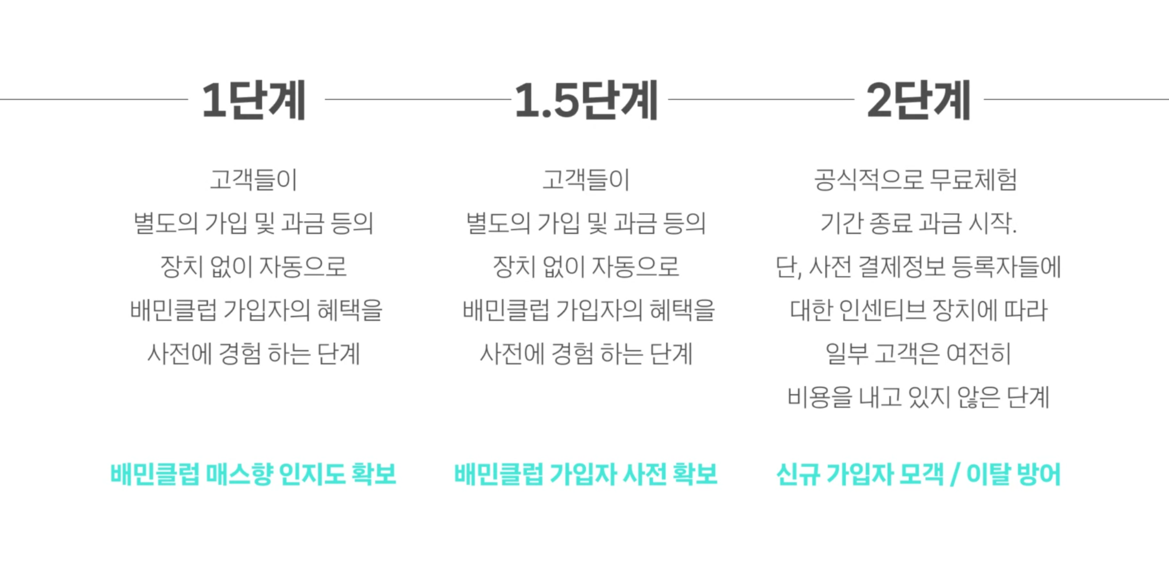 1단계
고객들이
별도의 가입 및 과금 등의
장치 없이 자동으로
배민클럽 가입자의 혜택을
사전에 경험 하는 단계
배민클럽 매스향 인지도 확보
1.5단계
고객들이
별도의 가입 및 과금 등의
장치 없이 자동으로
배민클럽 가입자의 혜택을
사전에 경험 하는 단계
배민클럽 가입자 사전 확보
2단계
공식적으로 무료체험
기간 종료 과금 시작.
단, 사전 결제정보 등록자들에
대한 인센티브 장치에 따라
일부 고객은 여전히
비용을 내고 있지 않은 단계
신규 가입자 모객 / 이탈 방어